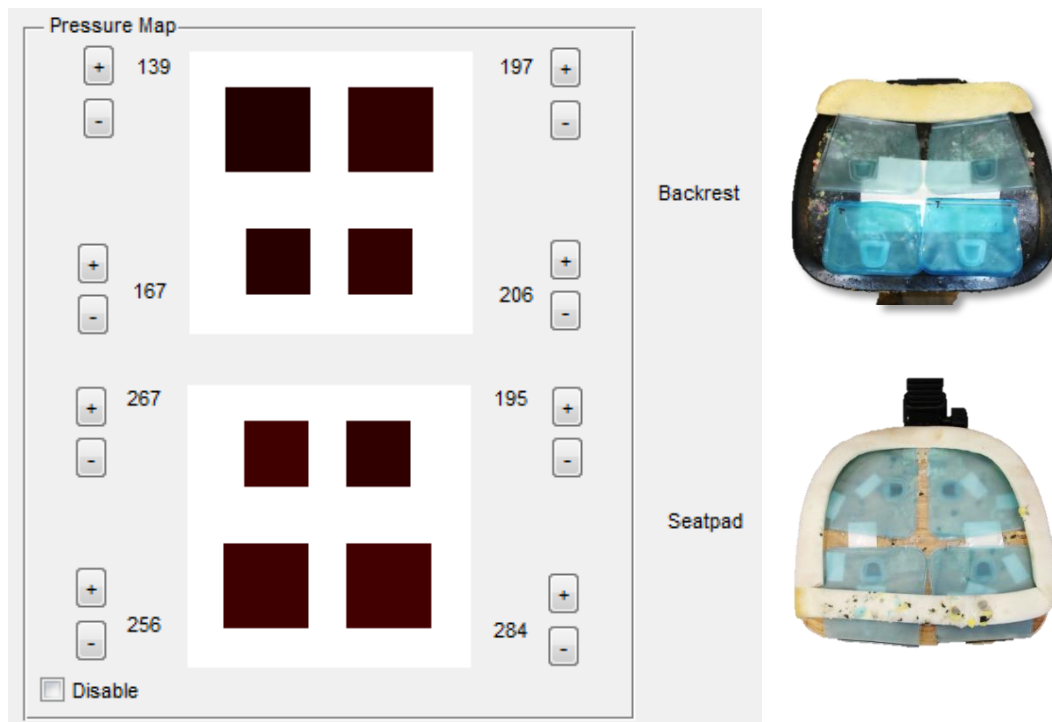 Pressure Map
+ 139 197 +
- -
Backrest
+ +
167 206
- -
+ 267 195 +
- -
Seatpad
+ +
256 284
- -
Disable